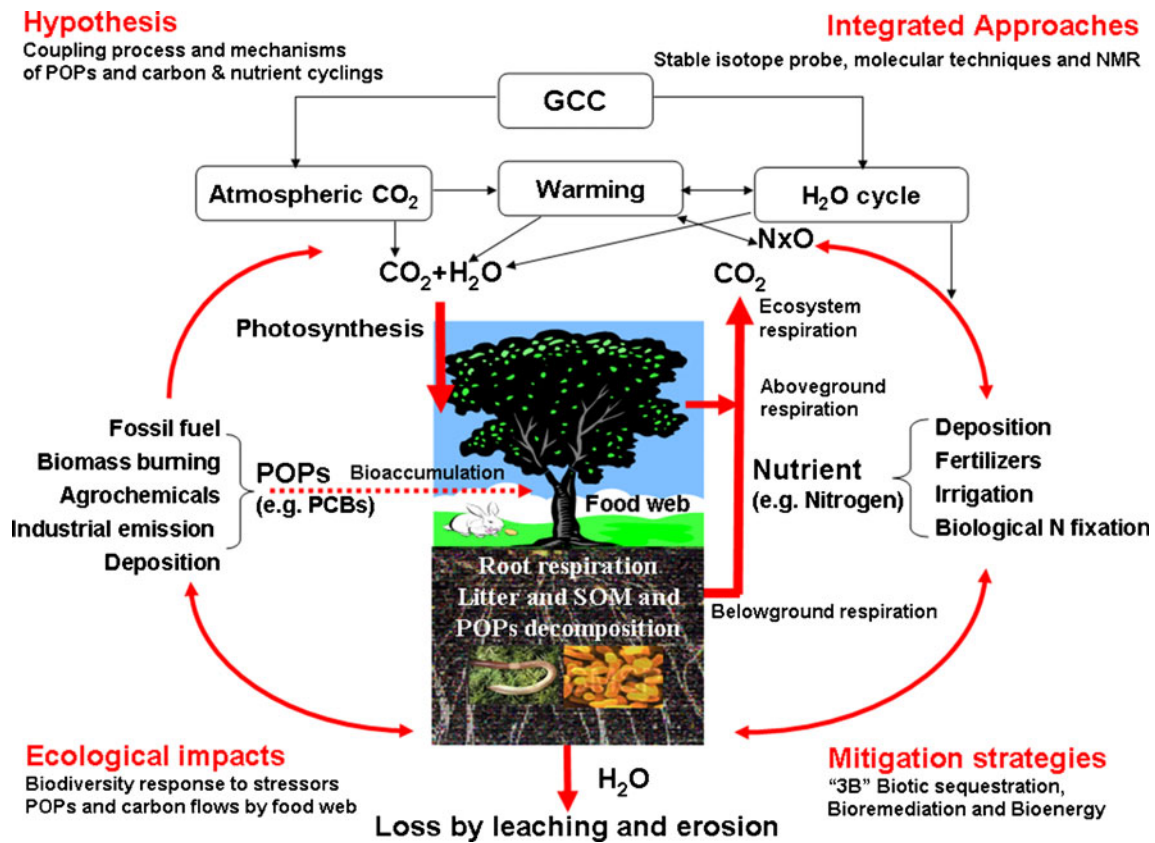 Hypothesis
Coupling process and mechanisms
of POPs and carbon & nutrient cyclings
Integrated Approaches
Stable isotope probe, molecular techniques and NMR
GCC
Atmospheric CO₂
Warming
H₂O cycle
NxO
CO₂+H₂O
CO₂
Photosynthesis
Ecosystem
respiration
Aboveground
respiration
Fossil fuel
Biomass burning
Agrochemicals
Industrial emission
Deposition
POPs
(e.g. PCBs)
Bioaccumulation
Food web
Nutrient
(e.g. Nitrogen)
Deposition
Fertilizers
Irrigation
Biological N fixation
Root respiration
Litter and SOM and
POPs decomposition
Belowground respiration
Ecological impacts
Biodiversity response to stressors
POPs and carbon flows by food web
H₂O
Loss by leaching and erosion
Mitigation strategies
“3B” Biotic sequestration,
Bioremediation and Bioenergy